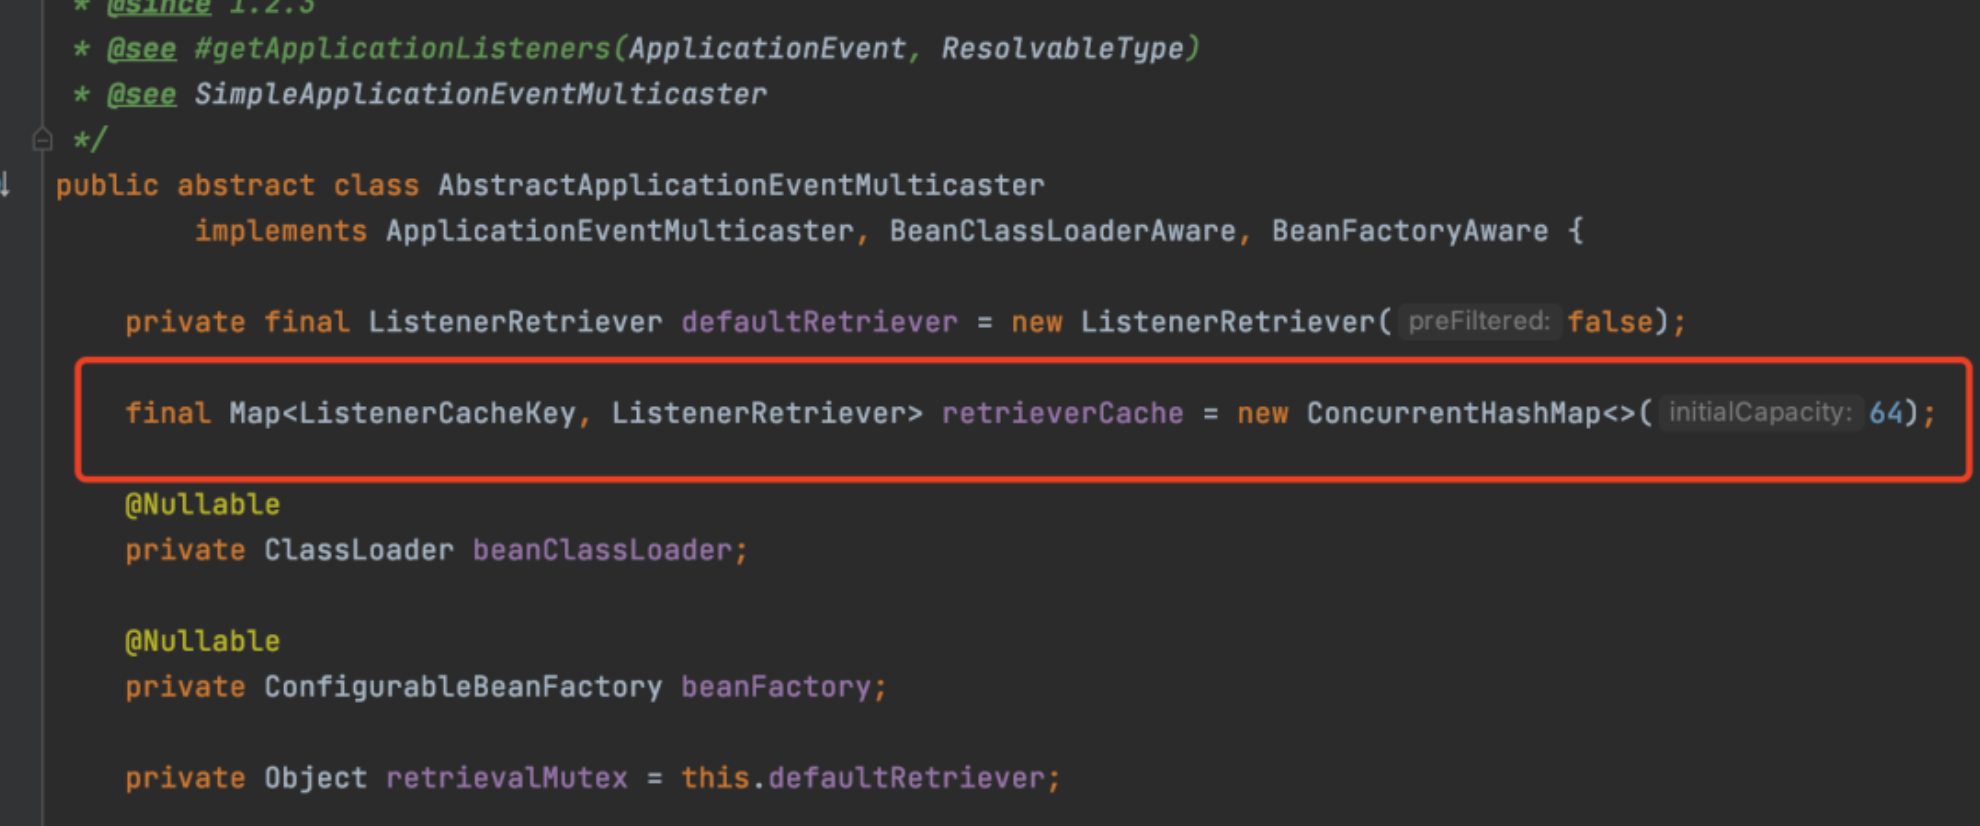 * @since 1.2.3
* @see #getApplicationListeners(ApplicationEvent, ResolvableType)
* @see SimpleApplicationEventMulticaster
*/
public abstract class AbstractApplicationEventMulticaster
implements ApplicationEventMulticaster, BeanClassLoaderAware, BeanFactoryAware {
private final ListenerRetriever defaultRetriever = new ListenerRetriever( preFiltered: false);
final Map<ListenerCacheKey, ListenerRetriever> retrieverCache = new ConcurrentHashMap<>( initialCapacity: 64);
@Nullable
private ClassLoader beanClassLoader;
@Nullable
private ConfigurableBeanFactory beanFactory;
private Object retrievalMutex = this.defaultRetriever;